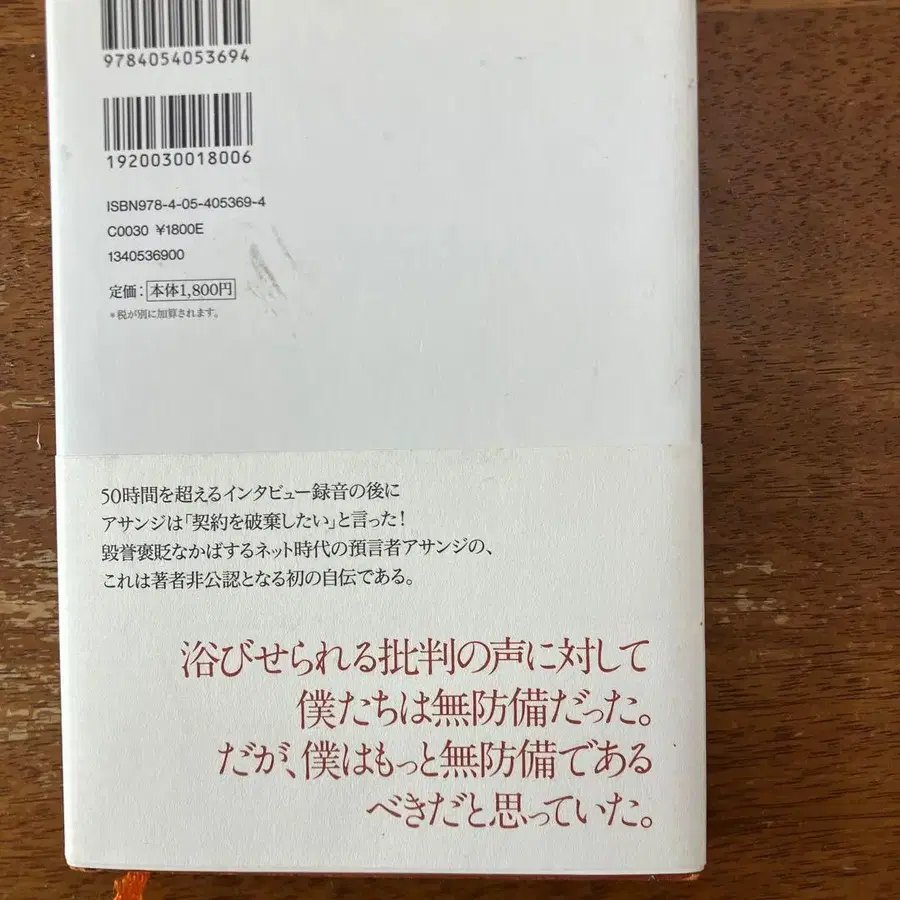 9784054053694
1920030018006
ISBN978-4-05-405369-4
C0030 ¥1800E
1340536900
定価：本体1,800円
*税が別に加算されます。
50時間を超えるインタビュー録音の後に
アサンジは「契約を破棄したい」と言った！
毀誉褒貶なかばするネット時代の預言者アサンジの、
これは著者非公認となる初の自伝である。
浴びせられる批判の声に対して
僕たちは無防備だった。
だが、僕はもっと無防備である
べきだと思っていた。